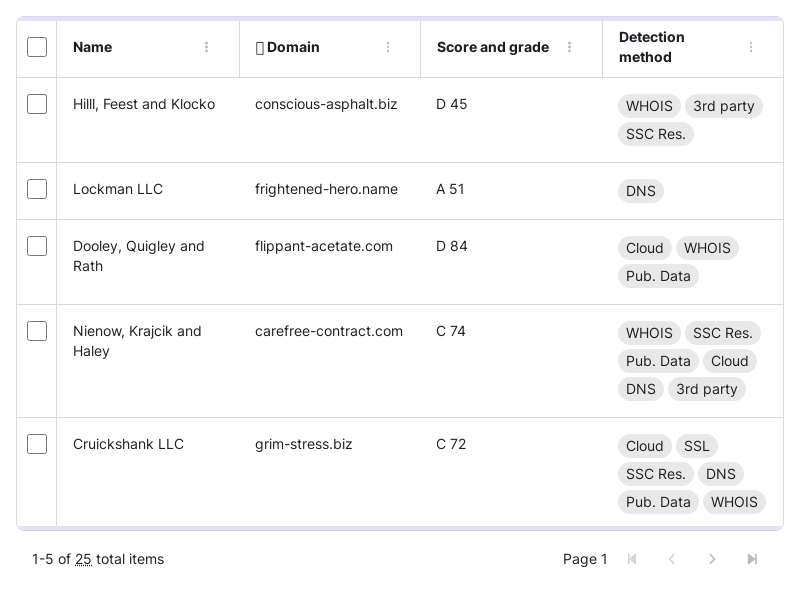 Name Domain Score and grade Detection method
Hilll, Feest and Klocko conscious-asphalt.biz D 45 WHOIS 3rd party
SSC Res.
Lockman LLC frightened-hero.name A 51 DNS
Dooley, Quigley and Rath flippant-acetate.com D 84 Cloud WHOIS
Pub. Data
Nienow, Krajcik and Haley carefree-contract.com C 74 WHOIS SSC Res.
Pub. Data Cloud
DNS 3rd party
Cruickshank LLC grim-stress.biz C 72 Cloud SSL
SSC Res. DNS
Pub. Data WHOIS
1-5 of 25 total items Page 1